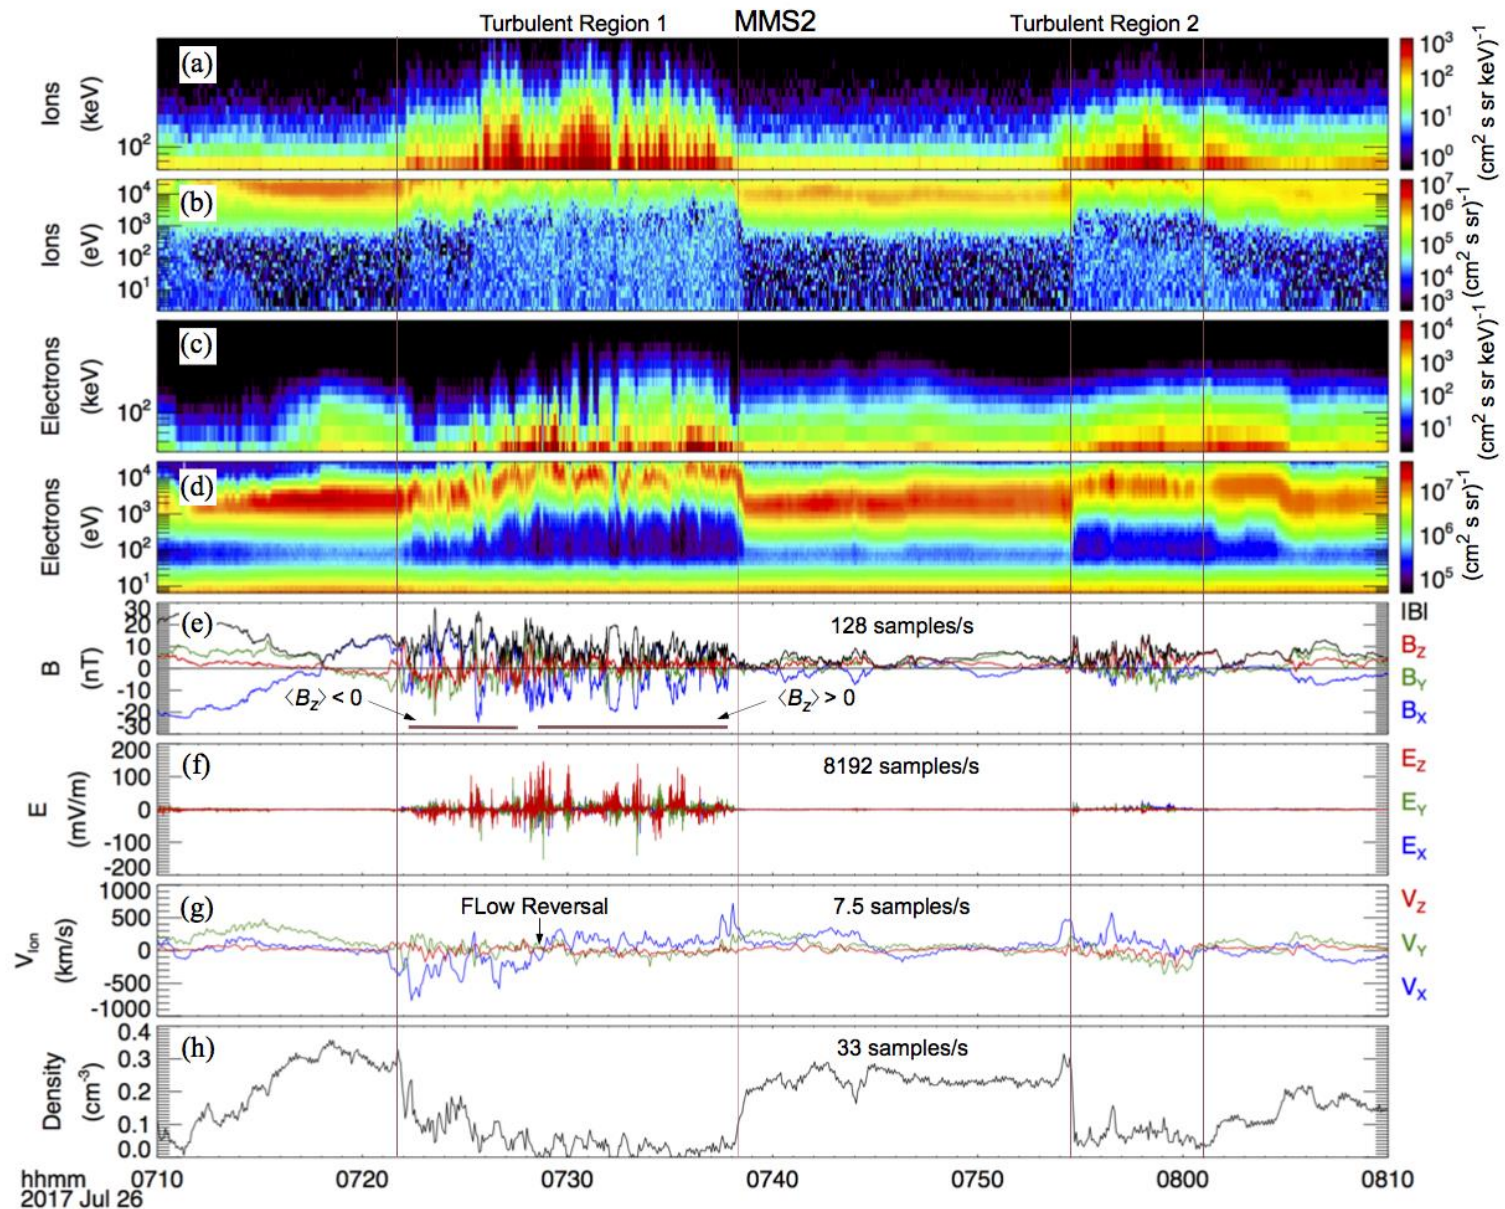 Turbulent Region 1 MMS2 Turbulent Region 2
(a)
Ions
(keV)
10²
10³
10²
10¹
10⁰
(cm² s sr keV)⁻¹
(b)
Ions
(eV)
10⁴
10³
10²
10¹
10⁷
10⁶
10⁵
10⁴
10³
(cm² s sr)⁻¹
(c)
Electrons
(keV)
10²
10⁴
10³
10²
10¹
(cm² s sr keV)⁻¹
(d)
Electrons
(eV)
10⁴
10³
10²
10¹
10⁷
10⁶
10⁵
(cm² s sr)⁻¹
(e)
B
(nT)
30
20
10
0
-10
-20
-30
128 samples/s
⟨B_z⟩ < 0
⟨B_z⟩ > 0
|B|
B_Z
B_Y
B_X
(f)
E
(mV/m)
200
100
0
-100
-200
8192 samples/s
E_Z
E_Y
E_X
(g)
V_Ion
(km/s)
1000
500
0
-500
-1000
FLow Reversal
7.5 samples/s
V_Z
V_Y
V_X
(h)
Density
(cm⁻³)
0.4
0.3
0.2
0.1
0.0
33 samples/s
hhmm 0710 0720 0730 0740 0750 0800 0810
2017 Jul 26